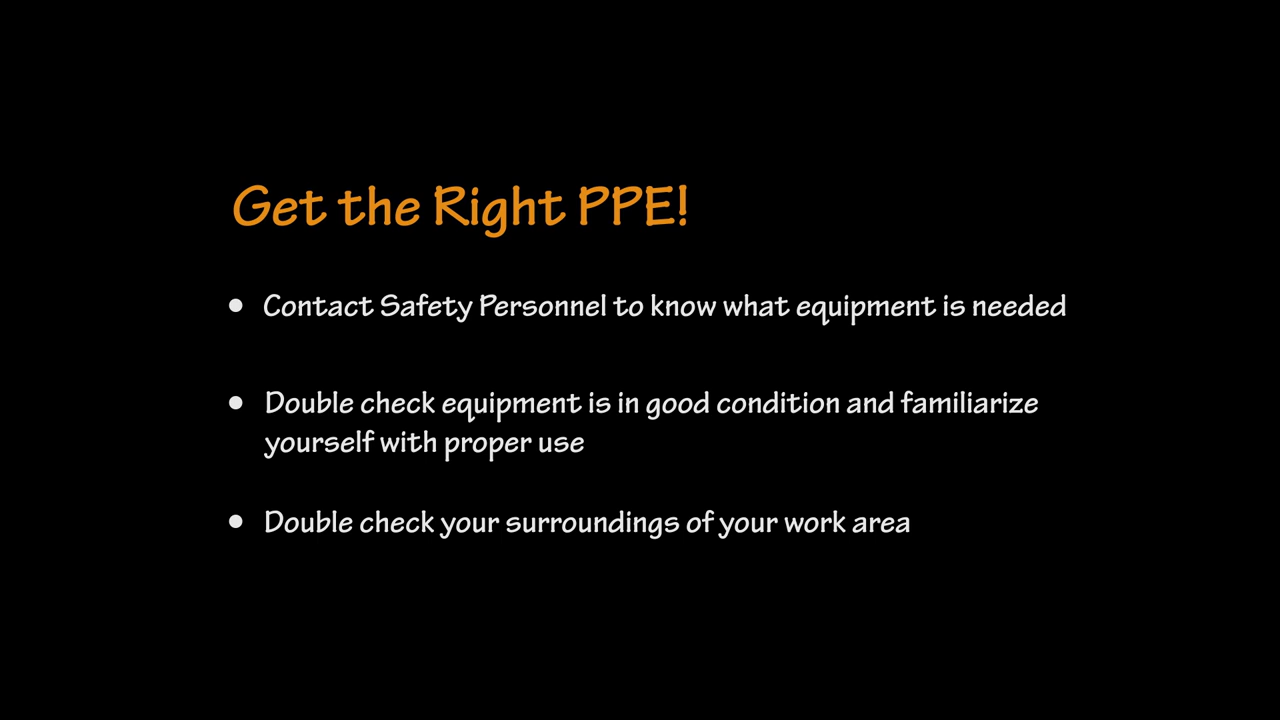 Get the Right PPE!
• Contact Safety Personnel to know what equipment is needed
• Double check equipment is in good condition and familiarize
yourself with proper use
• Double check your surroundings of your work area